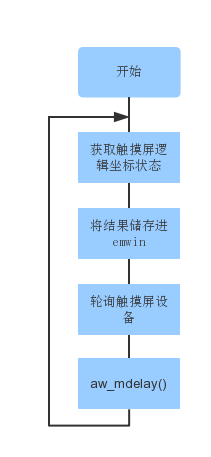 开始
获取触摸屏逻
辑坐标状态
将结果储存进
emwin
轮询触摸屏设
备
aw_mdelay()